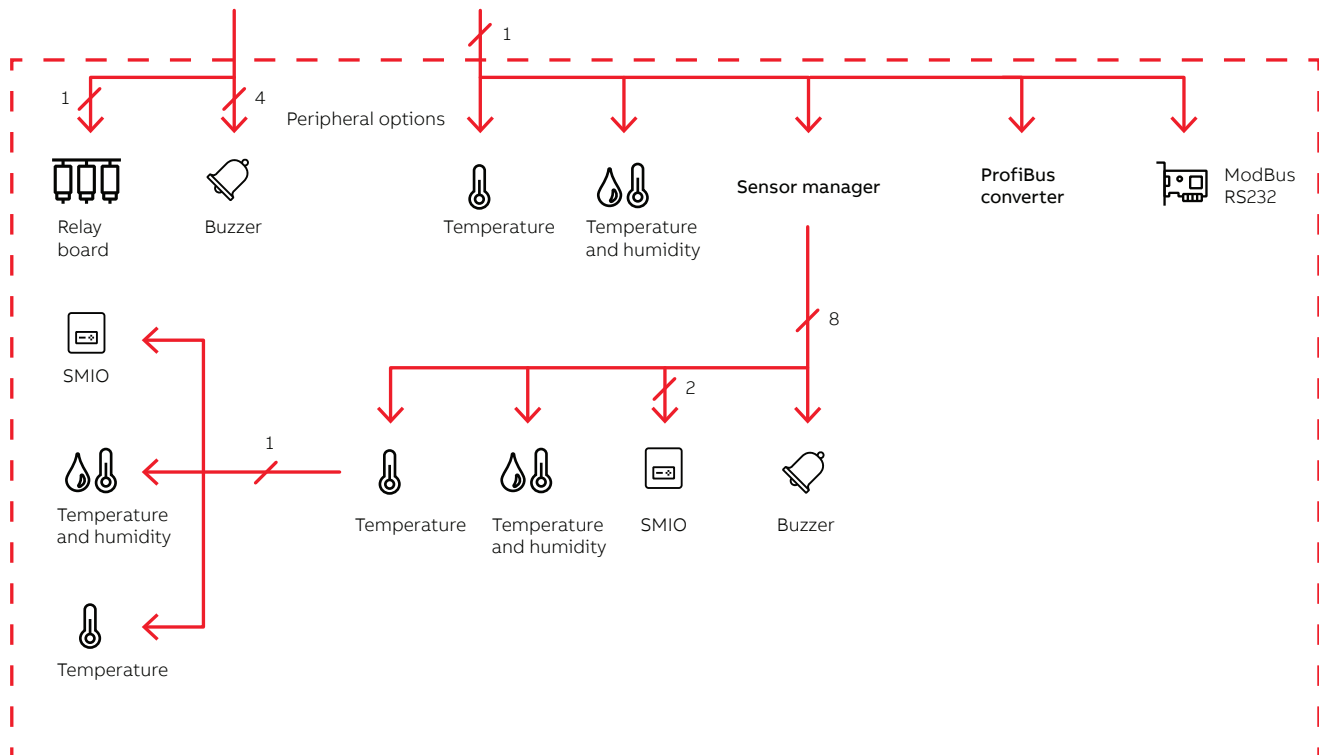 1
1
4
Peripheral options
Relay
board
Buzzer
Temperature
Temperature
and humidity
Sensor manager
ProfiBus
converter
ModBus
RS232
8
SMIO
2
1
Temperature
and humidity
Temperature
Temperature
and humidity
SMIO
Buzzer
Temperature